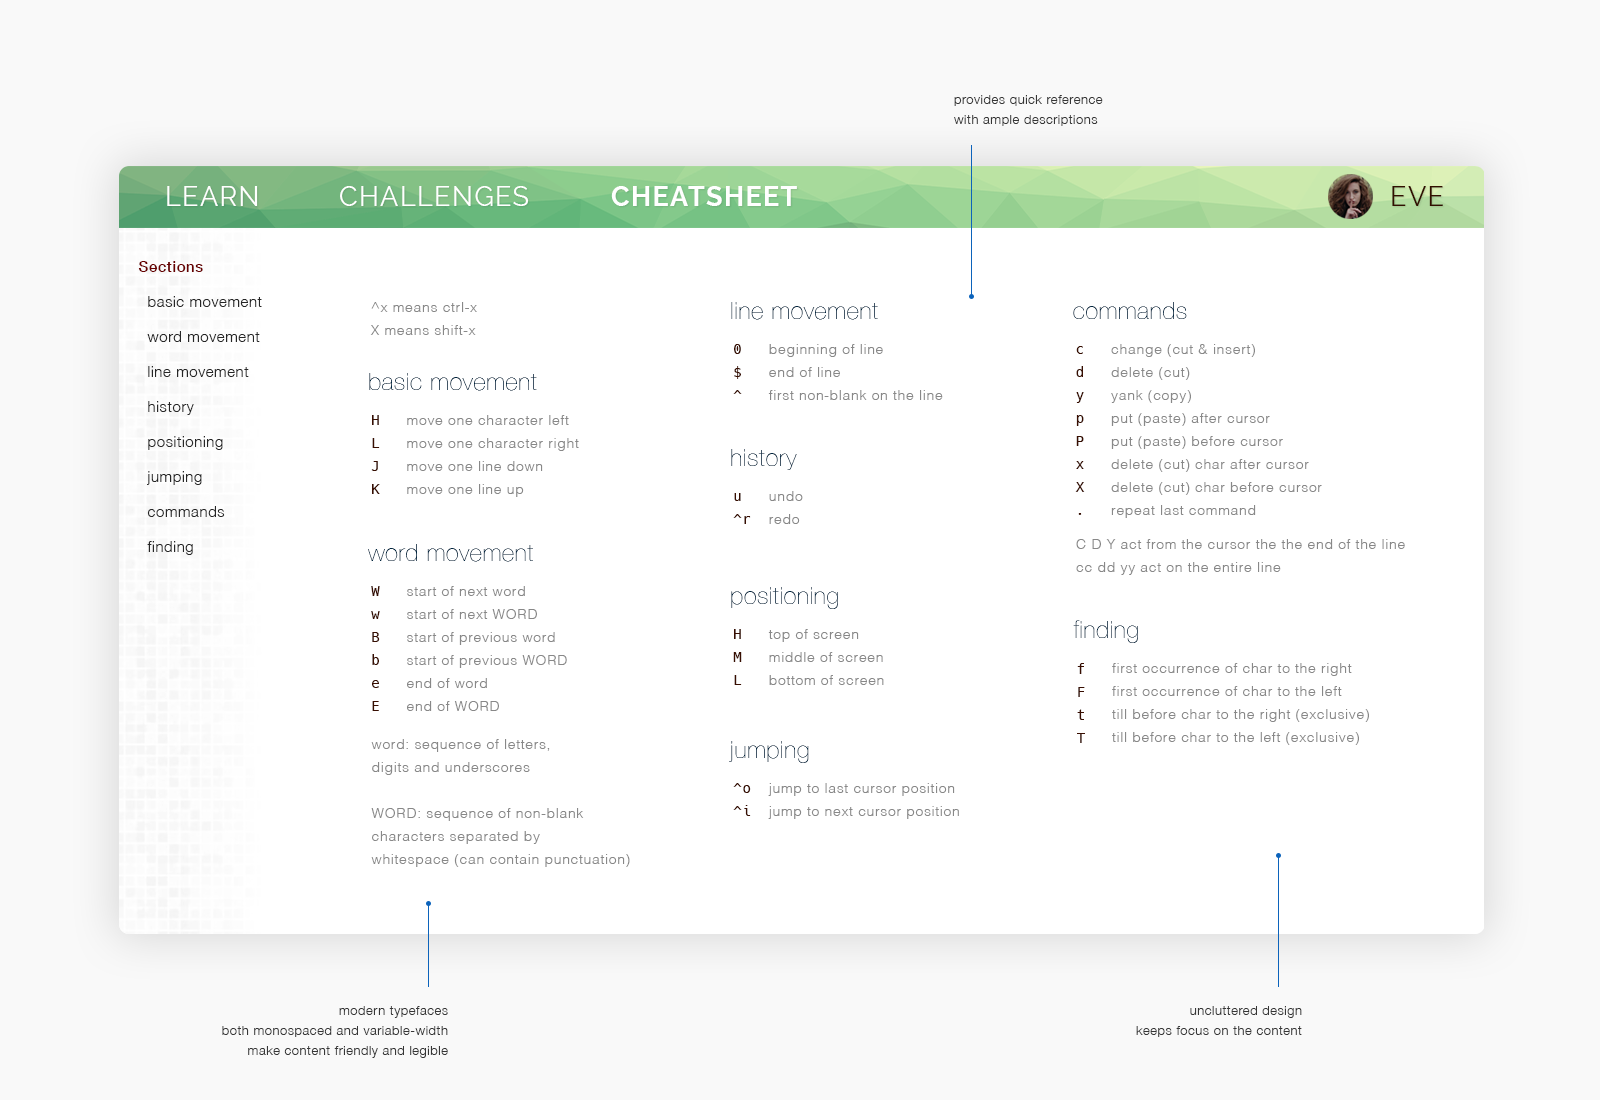 provides quick reference
with ample descriptions
LEARN
CHALLENGES
CHEATSHEET
EVE
Sections
basic movement
word movement
line movement
history
positioning
jumping
commands
finding
^x means ctrl-x
X means shift-x
basic movement
H move one character left
L move one character right
J move one line down
K move one line up
word movement
W start of next word
w start of next WORD
B start of previous word
b start of previous WORD
e end of word
E end of WORD
word: sequence of letters,
digits and underscores
WORD: sequence of non-blank
characters separated by
whitespace (can contain punctuation)
line movement
0 beginning of line
$ end of line
^ first non-blank on the line
history
u undo
^r redo
positioning
H top of screen
M middle of screen
L bottom of screen
jumping
^o jump to last cursor position
^i jump to next cursor position
commands
c change (cut & insert)
d delete (cut)
y yank (copy)
p put (paste) after cursor
P put (paste) before cursor
x delete (cut) char after cursor
X delete (cut) char before cursor
. repeat last command
C D Y act from the cursor the the end of the line
cc dd yy act on the entire line
finding
f first occurrence of char to the right
F first occurrence of char to the left
t till before char to the right (exclusive)
T till before char to the left (exclusive)
modern typefaces
both monospaced and variable-width
make content friendly and legible
uncluttered design
keeps focus on the content